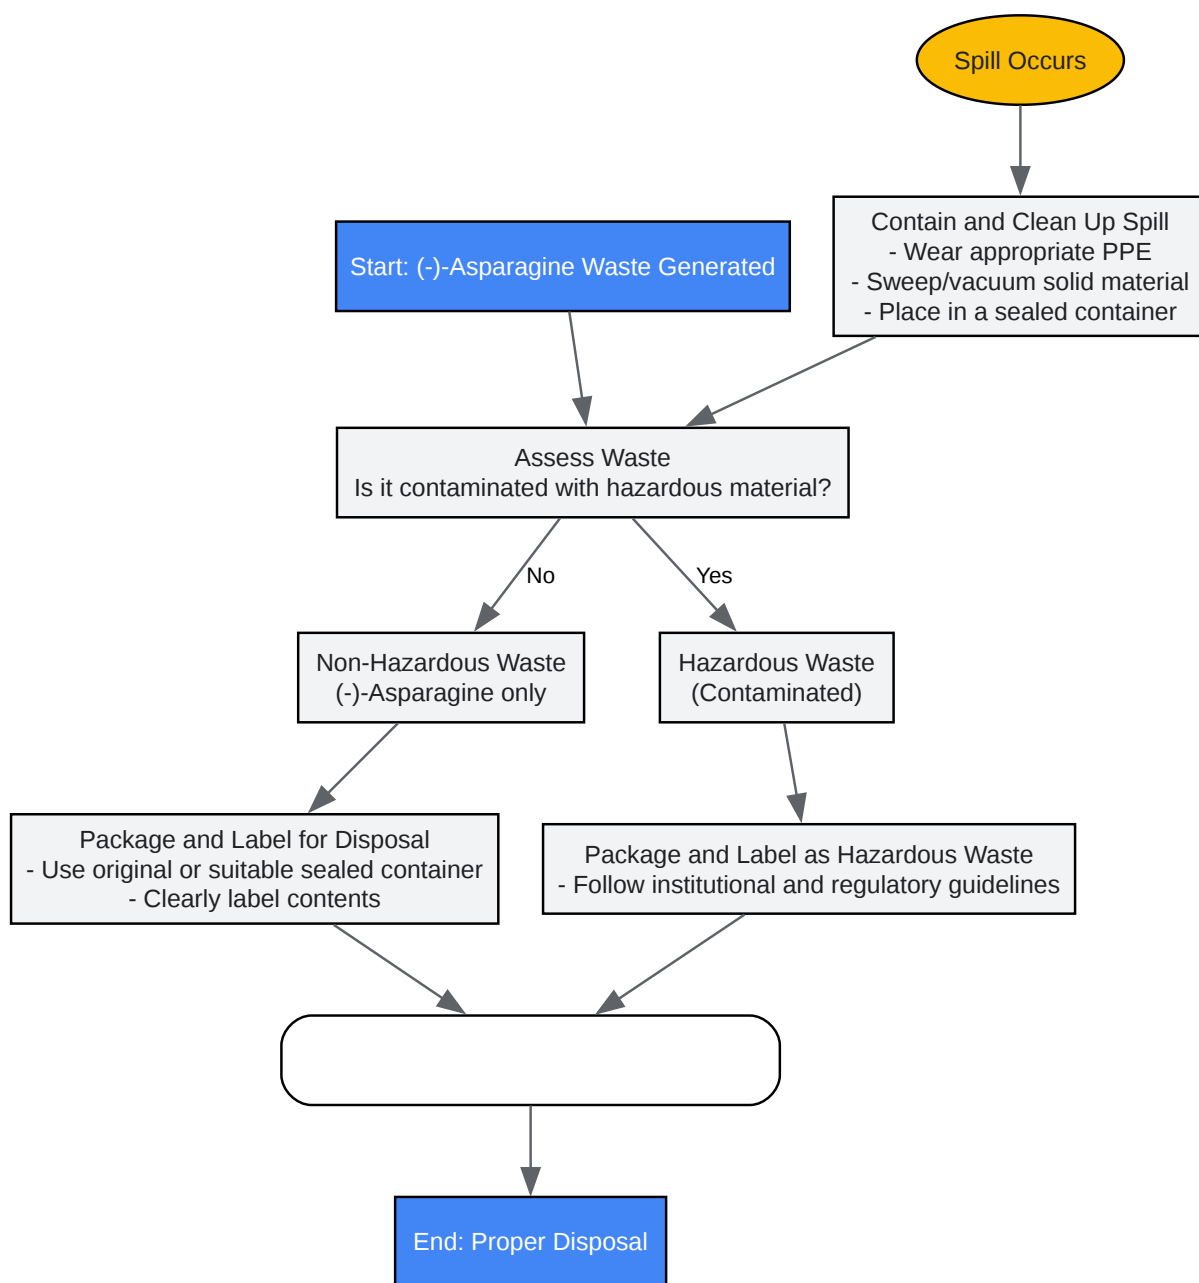 Spill Occurs
Contain and Clean Up Spill
- Wear appropriate PPE
- Sweep/vacuum solid material
- Place in a sealed container
Start: (-)-Asparagine Waste Generated
Assess Waste
Is it contaminated with hazardous material?
No
Yes
Non-Hazardous Waste
(-)-Asparagine only
Hazardous Waste
(Contaminated)
Package and Label for Disposal
- Use original or suitable sealed container
- Clearly label contents
Package and Label as Hazardous Waste
- Follow institutional and regulatory guidelines
End: Proper Disposal